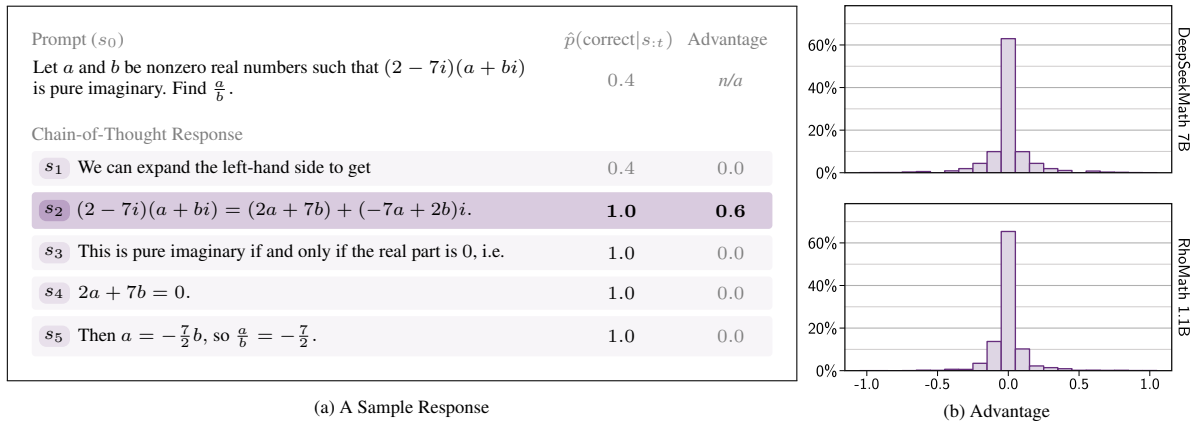 Prompt (s₀) p̂(correct|s:t) Advantage
Let a and b be nonzero real numbers such that (2 − 7i)(a + bi)
is pure imaginary. Find a/b. 0.4 n/a
Chain-of-Thought Response
s₁ We can expand the left-hand side to get 0.4 0.0
s₂ (2 − 7i)(a + bi) = (2a + 7b) + (−7a + 2b)i. 1.0 0.6
s₃ This is pure imaginary if and only if the real part is 0, i.e. 1.0 0.0
s₄ 2a + 7b = 0. 1.0 0.0
s₅ Then a = −7/2 b, so a/b = −7/2. 1.0 0.0
(a) A Sample Response
60%
40%
20%
0%
DeepSeekMath 7B
60%
40%
20%
0%
RhoMath 1.1B
-1.0 -0.5 0.0 0.5 1.0
(b) Advantage